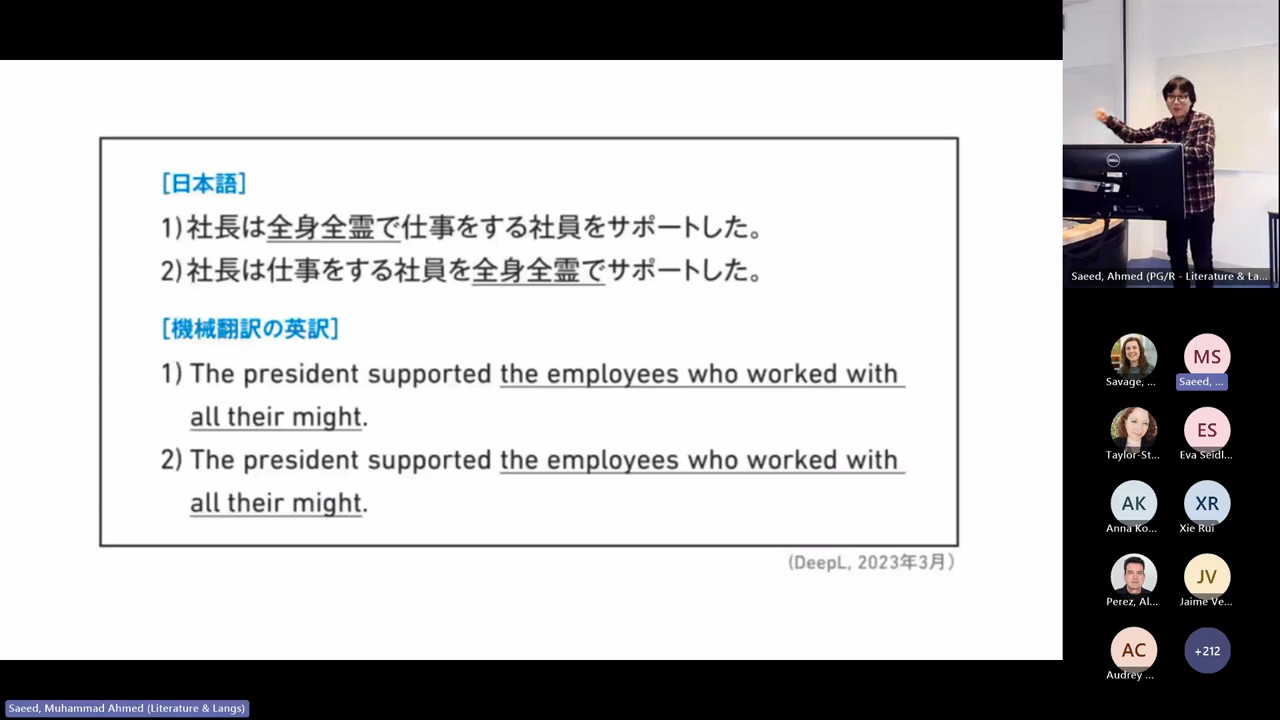 [日本語]
1)社長は全身全霊で仕事をする社員をサポートした。
2)社長は仕事をする社員を全身全霊でサポートした。
[機械翻訳の英訳]
1) The president supported the employees who worked with
all their might.
2) The president supported the employees who worked with
all their might.
(DeepL, 2023年3月)
DELL
Saeed, Ahmed (PG/R - Literature & La...
MS
Savage, ...
Saeed, ...
ES
Taylor-St...
Eva Seidl...
AK
XR
Anna Ko...
Xie Rui
JV
Perez, Al...
Jaime Ve...
AC
+212
Audrey ...
Saeed, Muhammad Ahmed (Literature & Langs)